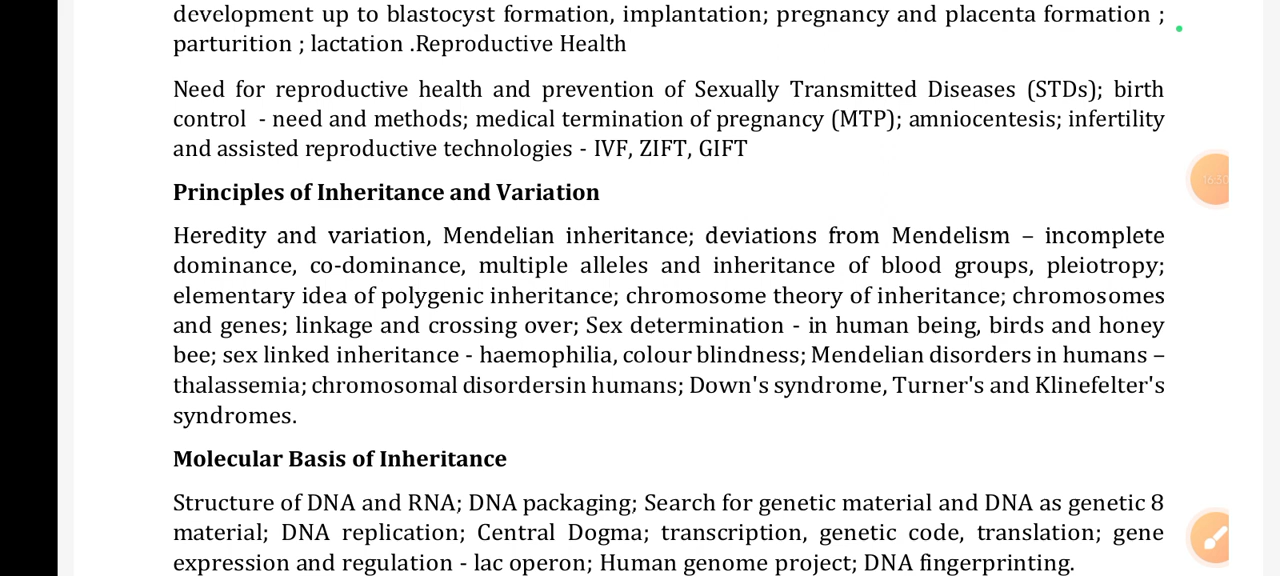 development up to blastocyst formation, implantation; pregnancy and placenta formation ;
parturition ; lactation .Reproductive Health
Need for reproductive health and prevention of Sexually Transmitted Diseases (STDs); birth
control - need and methods; medical termination of pregnancy (MTP); amniocentesis; infertility
and assisted reproductive technologies - IVF, ZIFT, GIFT
16:50
Principles of Inheritance and Variation
Heredity and variation, Mendelian inheritance; deviations from Mendelism – incomplete
dominance, co-dominance, multiple alleles and inheritance of blood groups, pleiotropy;
elementary idea of polygenic inheritance; chromosome theory of inheritance; chromosomes
and genes; linkage and crossing over; Sex determination - in human being, birds and honey
bee; sex linked inheritance - haemophilia, colour blindness; Mendelian disorders in humans –
thalassemia; chromosomal disordersin humans; Down's syndrome, Turner's and Klinefelter's
syndromes.
Molecular Basis of Inheritance
Structure of DNA and RNA; DNA packaging; Search for genetic material and DNA as genetic 8
material; DNA replication; Central Dogma; transcription, genetic code, translation; gene
expression and regulation - lac operon; Human genome project; DNA fingerprinting.